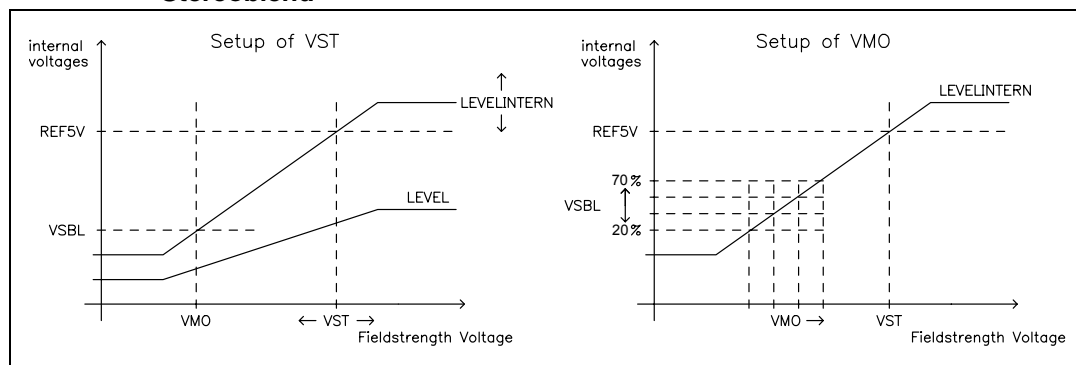 Stereoblend
internal
voltages
Setup of VST
LEVELINTERN
REF5V
LEVEL
VSBL
VMO
VST
Fieldstrength Voltage
internal
voltages
Setup of VMO
LEVELINTERN
REF5V
70%
VSBL
20%
VMO
VST
Fieldstrength Voltage